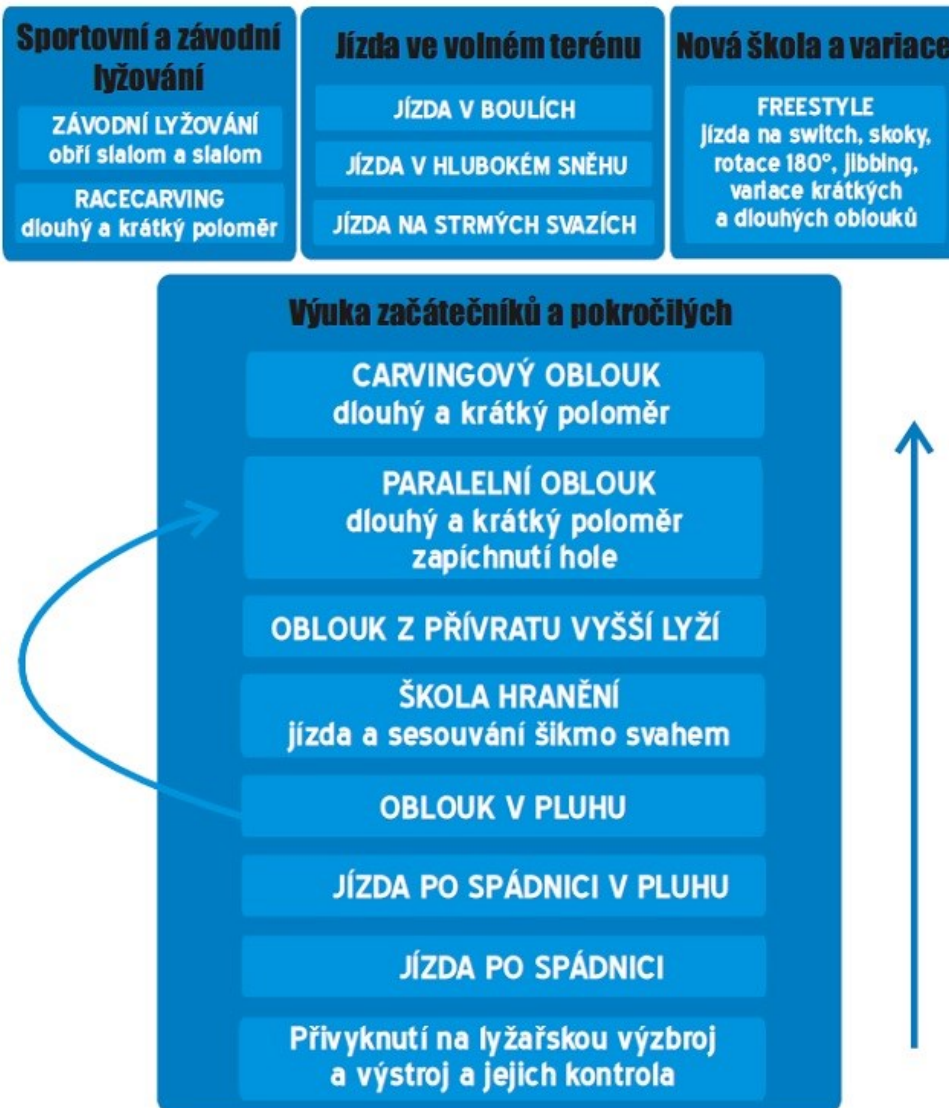 Sportovní a závodní
lyžování
ZÁVODNÍ LYŽOVÁNÍ
obří slalom a slalom
RACECARVING
dlouhý a krátký poloměr
Jízda ve volném terénu
JÍZDA V BOULÍCH
JÍZDA V HLUBOKÉM SNĚHU
JÍZDA NA STRMÝCH SVAZÍCH
Nová škola a variace
FREESTYLE
jízda na switch, skoky,
rotace 180°, jibbing,
variace krátkých
a dlouhých oblouků
Výuka začátečníků a pokročilých
CARVINGOVÝ OBLOUK
dlouhý a krátký poloměr
PARALELNÍ OBLOUK
dlouhý a krátký poloměr
zapíchnutí hole
OBLOUK Z PŘÍVRATU VYŠŠÍ LYŽÍ
ŠKOLA HRANĚNÍ
jízda a sesouvání šikmo svahem
OBLOUK V PLUHU
JÍZDA PO SPÁDNICI V PLUHU
JÍZDA PO SPÁDNICI
Přivyknutí na lyžařskou výzbroj
a výstroj a jejich kontrola